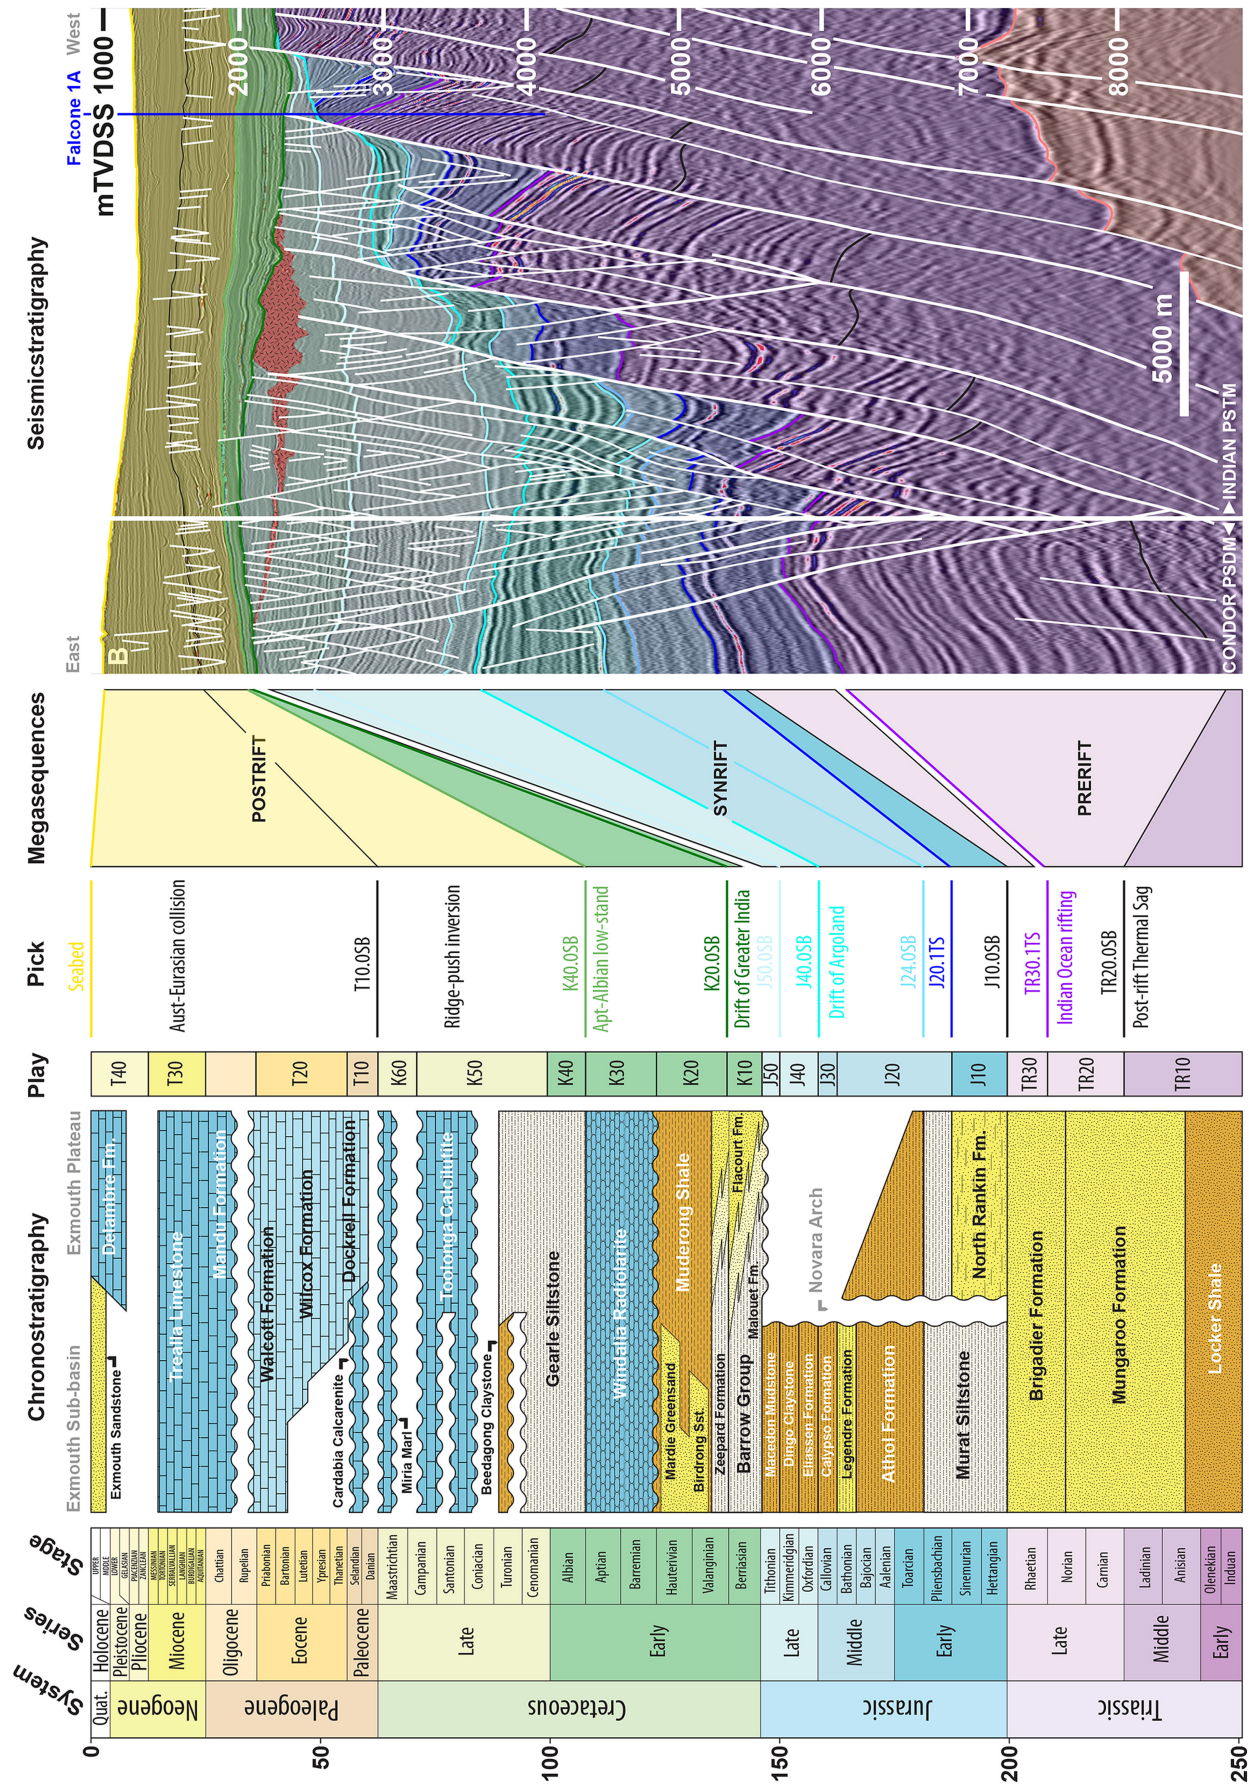 System
Series
Stage
Chronostratigraphy
Play
Pick
Megasequences
Seismicstratigraphy
Exmouth Sub-basin
Exmouth Plateau
East
West
Falcone 1A
mTVDSS 1000
2000
3000
4000
5000
6000
7000
8000
B
5000 m
CONDOR PSDM
INDIAN PSTM
0
50
100
150
200
250
Quat.
Neogene
Paleogene
Cretaceous
Jurassic
Triassic
Holocene
Pleistocene
Pliocene
Miocene
Oligocene
Eocene
Paleocene
Late
Early
Late
Middle
Early
Late
Middle
Early
UPPER
MIDDLE
LOWER
GELASIAN
PIACENZIAN
ZANCLEAN
MESSINIAN
TORTONIAN
SERRAVALLIAN
LANGHIAN
BURDIGALIAN
AQUITANIAN
Chattian
Rupelian
Priabonian
Bartonian
Lutetian
Ypresian
Thanetian
Selandian
Danian
Maastrichtian
Campanian
Santonian
Coniacian
Turonian
Cenomanian
Albian
Aptian
Barremian
Hauterivian
Valanginian
Berriasian
Tithonian
Kimmeridgian
Oxfordian
Callovian
Bathonian
Bajocian
Aalenian
Toarcian
Pliensbachian
Sinemurian
Hettangian
Rhaetian
Norian
Carnian
Ladinian
Anisian
Olenekian
Induan
Delambre Fm.
Exmouth Sandstone
Trealla Limestone
Mandu Formation
Walcott Formation
Wilcox Formation
Dockrell Formation
Cardabia Calcarenite
Miria Marl
Toolonga Calcilutite
Beedagong Claystone
Gearle Siltstone
Windalia Radiolarite
Muderong Shale
Mardie Greensand
Birdrong Sst.
Zeepard Formation
Barrow Group
Malouet Fm.
Flacourt Fm.
Macedon Mudstone
Dingo Claystone
Eliassen Formation
Calypso Formation
Legendre Formation
Novara Arch
Athol Formation
Murat Siltstone
North Rankin Fm.
Brigadier Formation
Mungaroo Formation
Locker Shale
T40
T30
T20
T10
K60
K50
K40
K30
K20
K10
J50
J40
J30
J20
J10
TR30
TR20
TR10
Seabed
Aust-Eurasian collision
T10.0SB
Ridge-push inversion
K40.0SB
Apt-Albian low-stand
K20.0SB
Drift of Greater India
J50.0SB
J40.0SB
Drift of Argoland
J24.0SB
J20.1TS
J10.0SB
TR30.1TS
Indian Ocean rifting
TR20.0SB
Post-rift Thermal Sag
POSTRIFT
SYNRIFT
PRERIFT